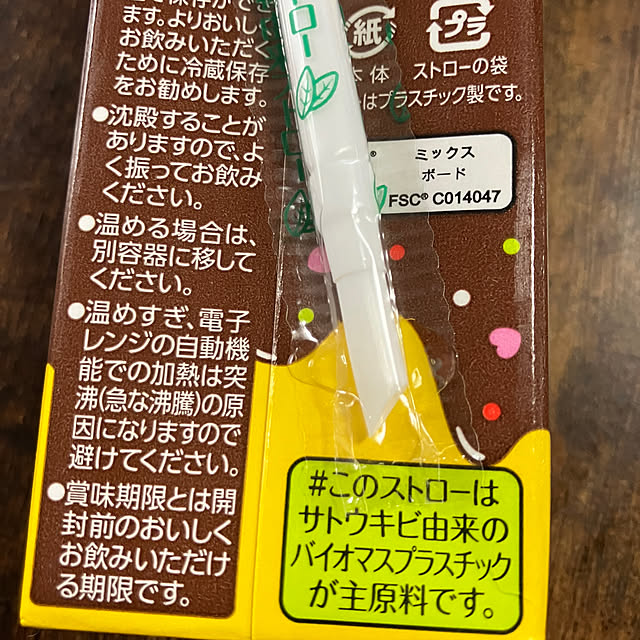 ます。よりおいしく
お飲みいただく
ために冷蔵保存
をお勧めします。
●沈殿することが
ありますので、よ
く振ってお飲み
ください。
●温める場合は、
別容器に移して
ください。
●温めすぎ、電子
レンジの自動機
能での加熱は突
沸(急な沸騰)の原
因になりますので
避けてください。
●賞味期限とは開
封前のおいしく
お飲みいただけ
る期限です。
ストロー
紙
プラ
本体
ストローの袋
はプラスチック製です。
ミックス
ボード
FSC® C014047
#このストローは
サトウキビ由来の
バイオマスプラスチック
が主原料です。